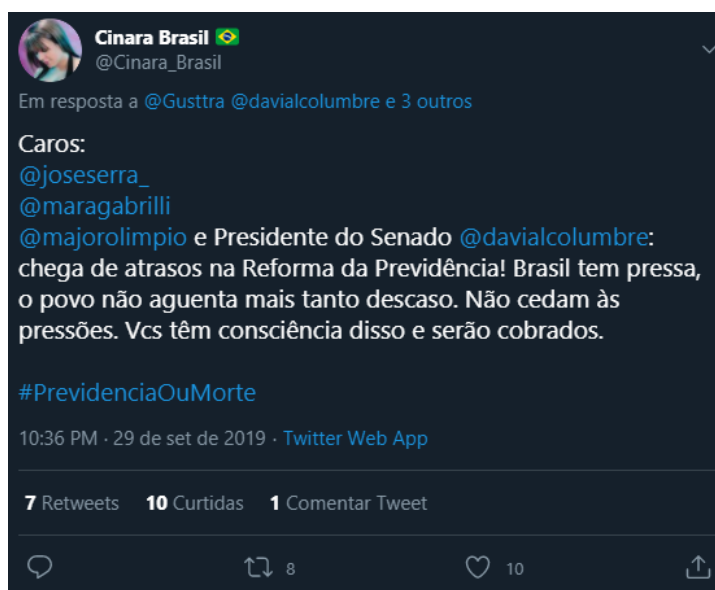 Cinara Brasil 🇧🇷
@Cinara_Brasil
Em resposta a @Gusttra @davialcolumbre e 3 outros
Caros:
@joseserra_
@maragabrilli
@majorolimpio e Presidente do Senado @davialcolumbre:
chega de atrasos na Reforma da Previdência! Brasil tem pressa,
o povo não aguenta mais tanto descaso. Não cedam às
pressões. Vcs têm consciência disso e serão cobrados.
#PrevidenciaOuMorte
10:36 PM · 29 de set de 2019 · Twitter Web App
7 Retweets 10 Curtidas 1 Comentar Tweet
8 10